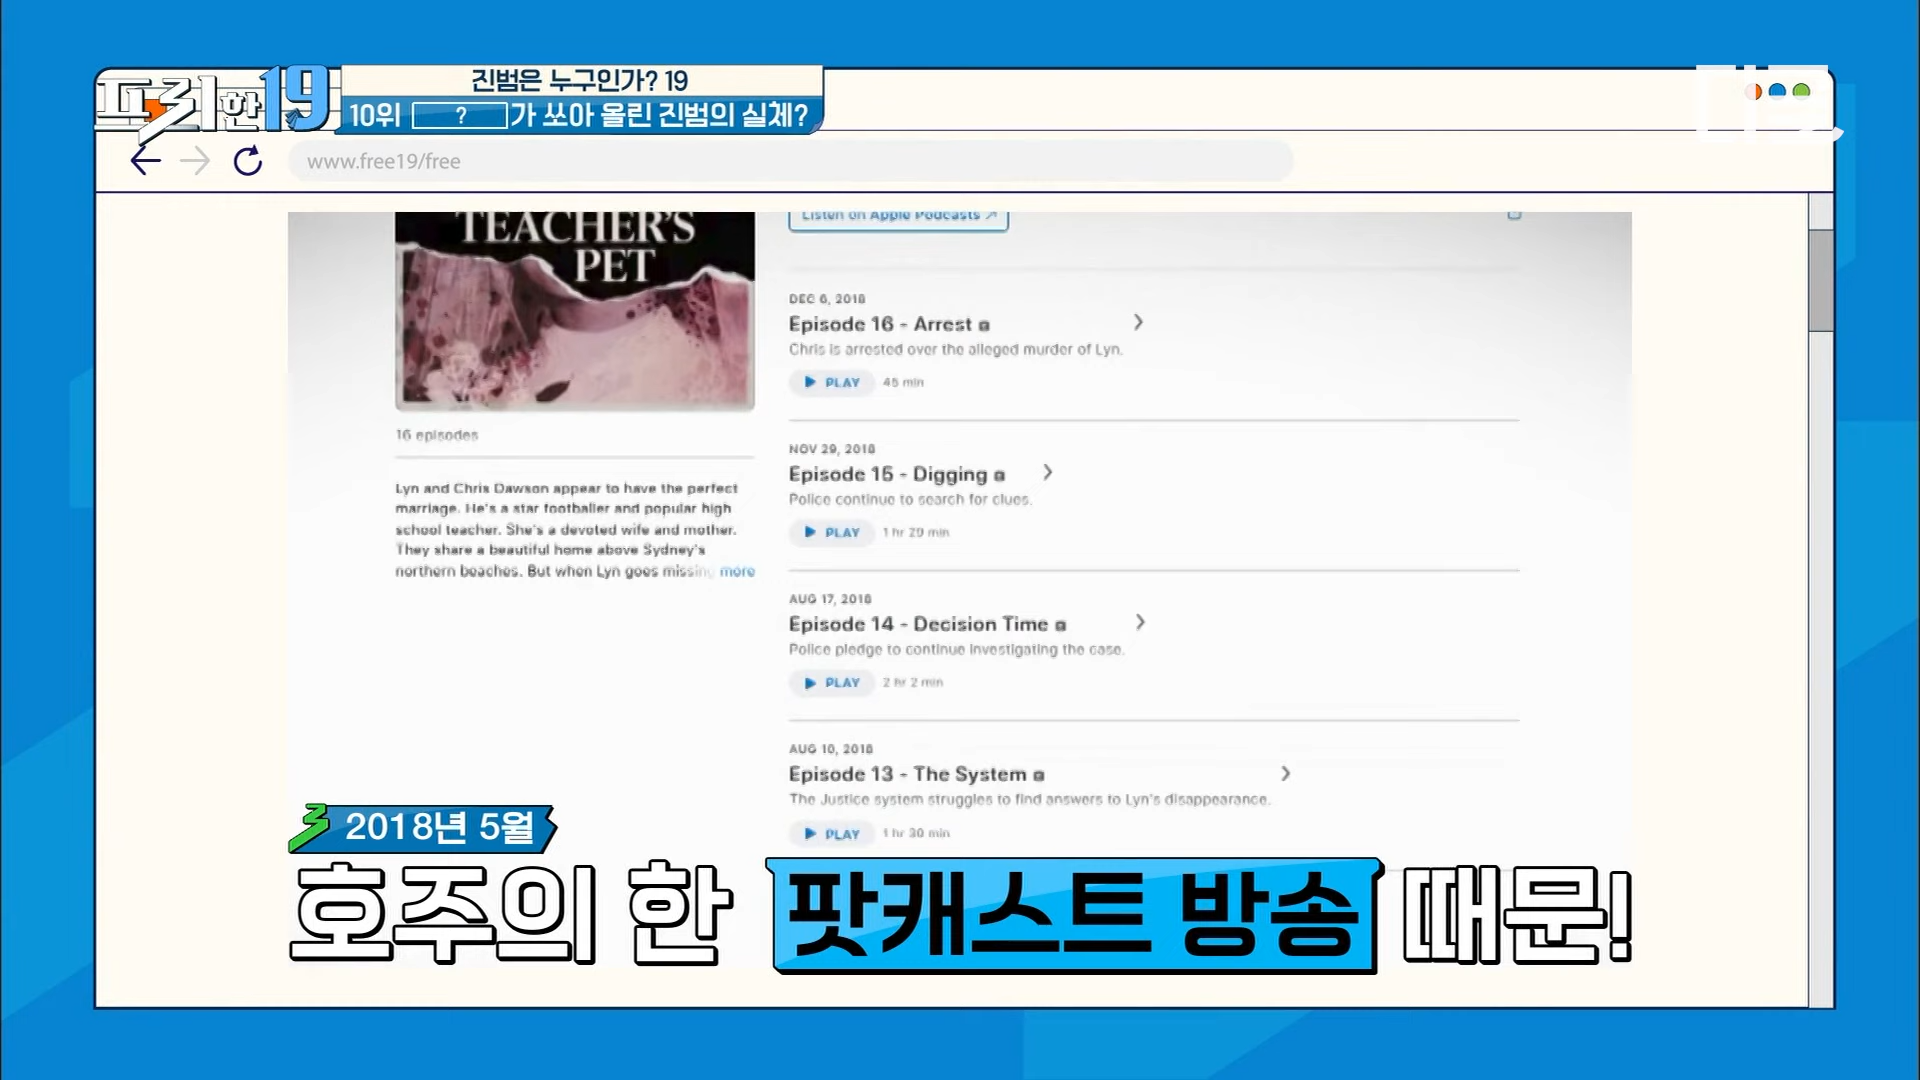 프리한19
진범은 누구인가? 19
10위 ? 가 쏘아 올린 진범의 실체?
www.free19/free
TEACHER'S
PET
Listen on Apple Podcasts ↗
16 episodes
Lyn and Chris Dawson appear to have the perfect
marriage. He's a star footballer and popular high
school teacher. She's a devoted wife and mother.
They share a beautiful home above Sydney's
northern beaches. But when Lyn goes missing more
DEC 6, 2018
Episode 16 - Arrest
Chris is arrested over the alleged murder of Lyn.
PLAY 45 min
NOV 29, 2018
Episode 15 - Digging
Police continue to search for clues.
PLAY 1 hr 29 min
AUG 17, 2018
Episode 14 - Decision Time
Police pledge to continue investigating the case.
PLAY 2 hr 2 min
AUG 10, 2018
Episode 13 - The System
The Justice system struggles to find answers to Lyn's disappearance.
PLAY 1 hr 30 min
2018년 5월
호주의 한 팟캐스트 방송 때문!